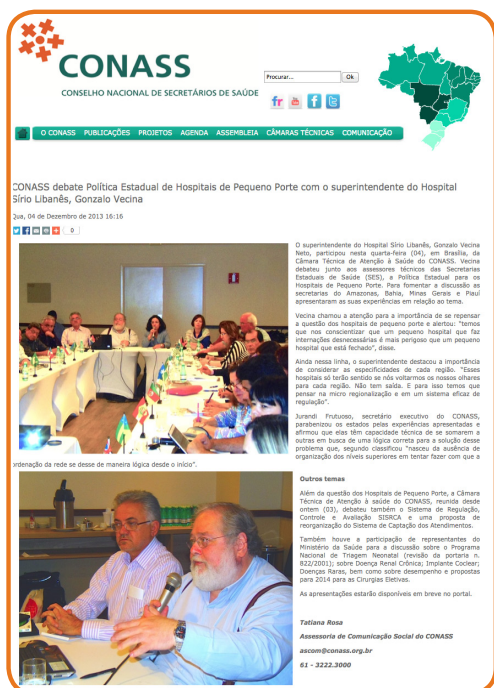 CONASS
CONSELHO NACIONAL DE SECRETÁRIOS DE SAÚDE
Procurar...
Ok
O CONASS PUBLICAÇÕES PROJETOS AGENDA ASSEMBLEIA CÂMARAS TÉCNICAS COMUNICAÇÃO
CONASS debate Política Estadual de Hospitais de Pequeno Porte com o superintendente do Hospital
Sírio Libanês, Gonzalo Vecina
Qua, 04 de Dezembro de 2013 16:16
0
O superintendente do Hospital Sírio Libanês, Gonzalo Vecina
Neto, participou nesta quarta-feira (04), em Brasília, da
Câmara Técnica de Atenção à Saúde do CONASS. Vecina
debateu junto aos assessores técnicos das Secretarias
Estaduais de Saúde (SES), a Política Estadual para os
Hospitais de Pequeno Porte. Para fomentar a discussão as
secretarias do Amazonas, Bahia, Minas Gerais e Piauí
apresentaram as suas experiências em relação ao tema.
Vecina chamou a atenção para a importância de se repensar
a questão dos hospitais de pequeno porte e alertou: "temos
que nos conscientizar que um pequeno hospital que faz
internações desnecessárias é mais perigoso que um pequeno
hospital que está fechado", disse.
Ainda nessa linha, o superintendente destacou a importância
de considerar as especificidades de cada região. "Esses
hospitais só terão sentido se nós voltarmos os nossos olhares
para cada região. Não tem saída. E para isso temos que
pensar na micro regionalização e em um sistema eficaz de
regulação".
Jurandi Frutuoso, secretário executivo do CONASS,
parabenizou os estados pelas experiências apresentadas e
afirmou que elas têm capacidade técnica de se somarem a
outras em busca de uma lógica correta para a solução desse
problema que, segundo classificou "nasceu da ausência de
organização dos níveis superiores em tentar fazer com que a
ordenação da rede se desse de maneira lógica desde o início".
Outros temas
Além da questão dos Hospitais de Pequeno Porte, a Câmara
Técnica de Atenção à saúde do CONASS, reunida desde
ontem (03), debateu também o Sistema de Regulação,
Controle e Avaliação SISRCA e uma proposta de
reorganização do Sistema de Captação dos Atendimentos.
Também houve a participação de representantes do
Ministério da Saúde para a discussão sobre o Programa
Nacional de Triagem Neonatal (revisão da portaria n.
822/2001); sobre Doença Renal Crônica; Implante Coclear;
Doenças Raras, bem como sobre desempenho e propostas
para 2014 para as Cirurgias Eletivas.
As apresentações estarão disponíveis em breve no portal.
Tatiana Rosa
Assessoria de Comunicação Social do CONASS
ascom@conass.org.br
61 - 3222.3000